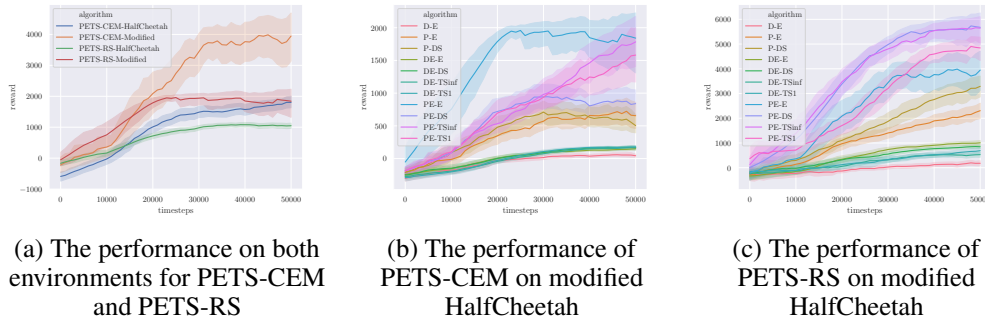 algorithm
PETS-CEM-HalfCheetah
PETS-CEM-Modified
PETS-RS-HalfCheetah
PETS-RS-Modified
4000
3000
2000
1000
0
−1000
reward
0 10000 20000 30000 40000 50000
timesteps
algorithm
D-E
P-E
P-DS
DE-E
DE-DS
DE-TSinf
DE-TS1
PE-E
PE-DS
PE-TSinf
PE-TS1
2000
1500
1000
500
0
reward
0 10000 20000 30000 40000 50000
timesteps
algorithm
D-E
P-E
P-DS
DE-E
DE-DS
DE-TSinf
DE-TS1
PE-E
PE-DS
PE-TSinf
PE-TS1
6000
5000
4000
3000
2000
1000
0
reward
0 10000 20000 30000 40000 5000
timesteps
(a) The performance on both
environments for PETS-CEM
and PETS-RS
(b) The performance of
PETS-CEM on modified
HalfCheetah
(c) The performance of
PETS-RS on modified
HalfCheetah